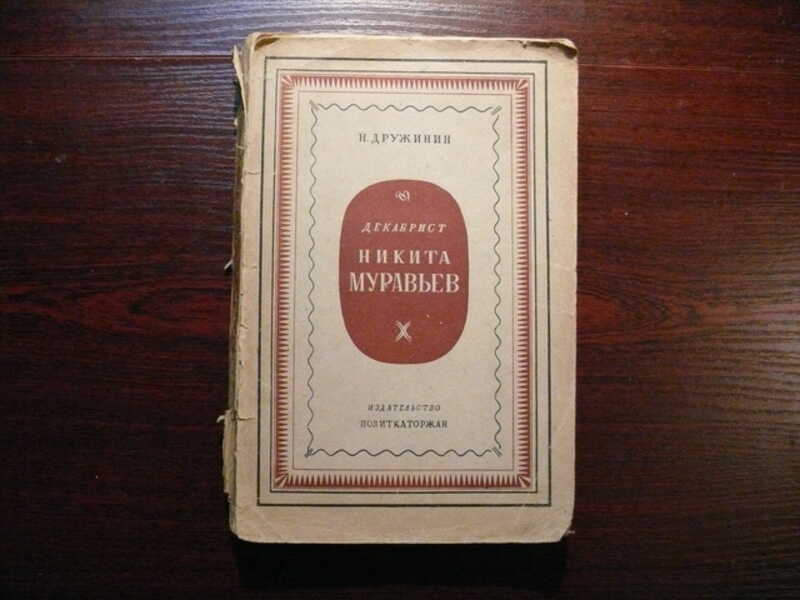 Н. ДРУЖИНИН
ДЕКАБРИСТ
НИКИТА
МУРАВЬЕВ
ИЗДАТЕЛЬСТВО
ПОЛИТКАТОРЖАН